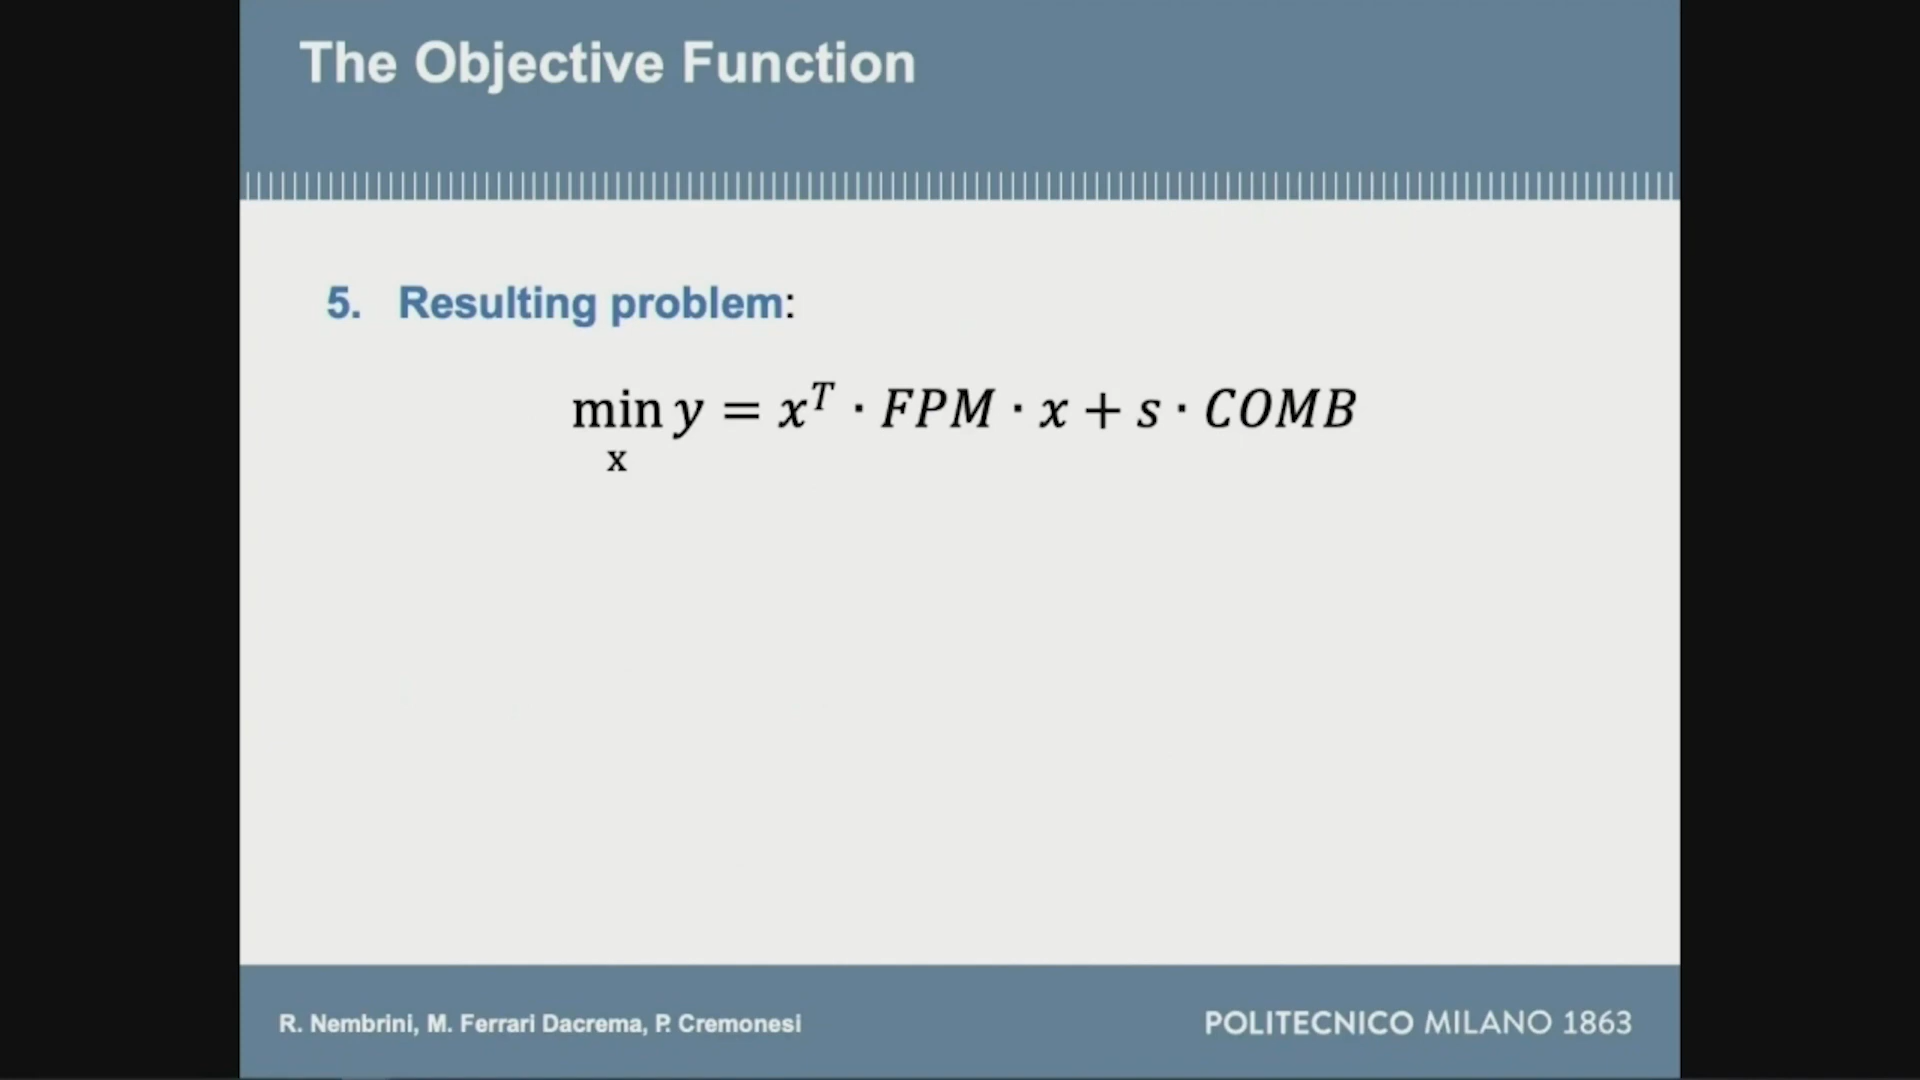 The Objective Function
5. Resulting problem:
min y = x^T · FPM · x + s · COMB
x
R. Nembrini, M. Ferrari Dacrema, P. Cremonesi
POLITECNICO MILANO 1863